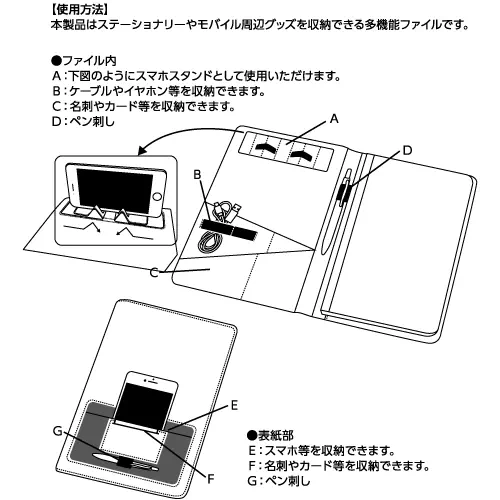 【使用方法】
本製品はステーショナリーやモバイル周辺グッズを収納できる多機能ファイルです。
●ファイル内
A：下図のようにスマホスタンドとして使用いただけます。
B：ケーブルやイヤホン等を収納できます。
C：名刺やカード等を収納できます。
D：ペン刺し
A
D
B
C
E
G
F
●表紙部
E：スマホ等を収納できます。
F：名刺やカード等を収納できます。
G：ペン刺し